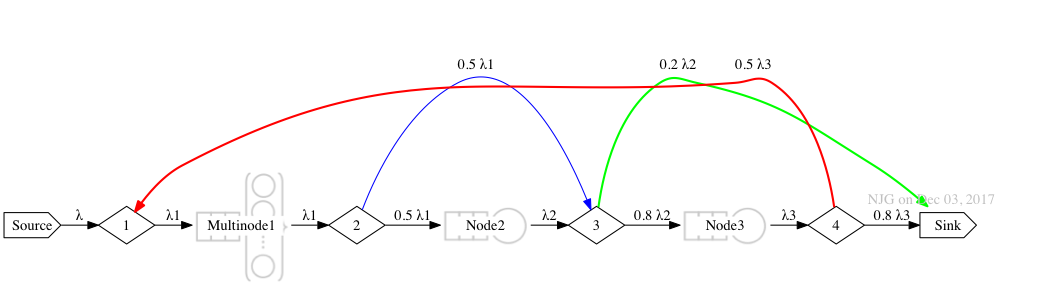 0.5 λ1
0.2 λ2
0.5 λ3
NJG on Dec 03, 2017
Source
λ
1
λ1
Multinode1
λ1
2
0.5 λ1
Node2
λ2
3
0.8 λ2
Node3
λ3
4
0.8 λ3
Sink